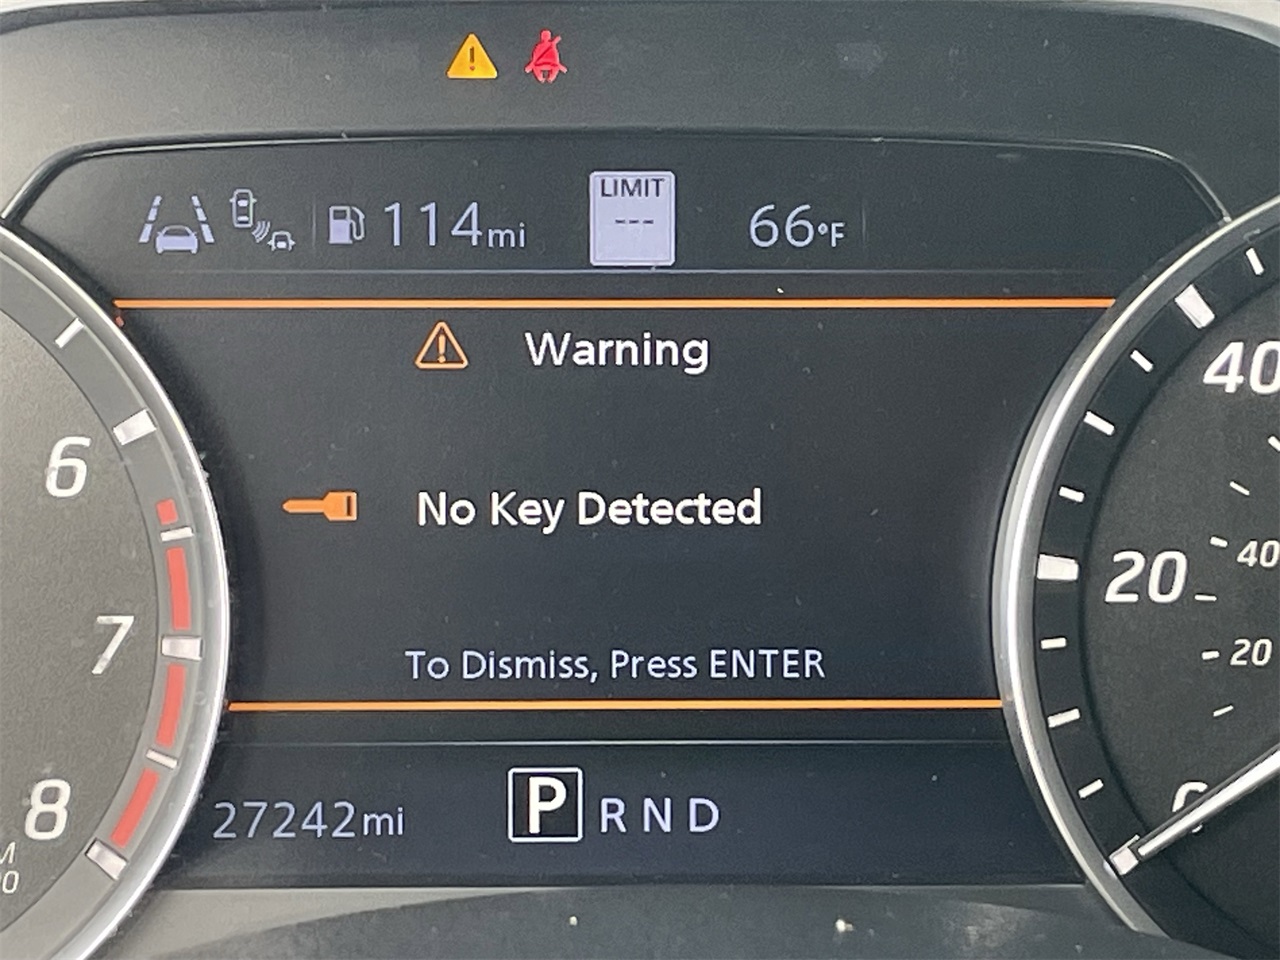 114mi
LIMIT
---
66°F
Warning
No Key Detected
To Dismiss, Press ENTER
27242mi
P R N D
6
7
8
40
20
40
20